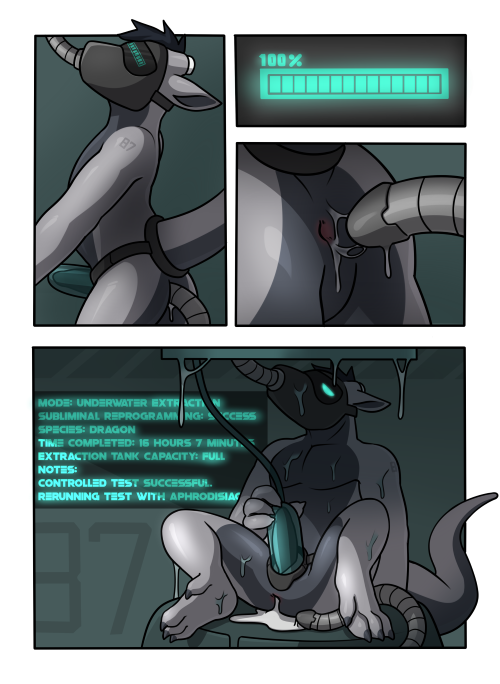 87
100%
MODE: UNDERWATER EXTRACTION
SUBLIMINAL REPROGRAMMING: SUCCESS
SPECIES: DRAGON
TIME COMPLETED: 16 HOURS 7 MINUTES
EXTRACTION TANK CAPACITY: FULL
NOTES:
CONTROLLED TEST SUCCESSFUL.
RERUNNING TEST WITH APHRODISIAC
87